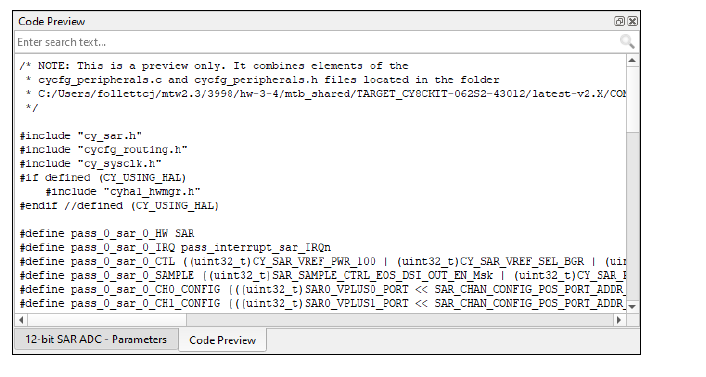 Code Preview
Enter search text...
/* NOTE: This is a preview only. It combines elements of the
* cycfg_peripherals.c and cycfg_peripherals.h files located in the folder
* C:/Users/follettcj/mtw2.3/3998/hw-3-4/mtb_shared/TARGET_CY8CKIT-062S2-43012/latest-v2.X/COM
*/
#include "cy_sar.h"
#include "cycfg_routing.h"
#include "cy_sysclk.h"
#if defined (CY_USING_HAL)
#include "cyhal_hwmgr.h"
#endif //defined (CY_USING_HAL)
#define pass_0_sar_0_HW SAR
#define pass_0_sar_0_IRQ pass_interrupt_sar_IRQn
#define pass_0_sar_0_CTL ((uint32_t)CY_SAR_VREF_PWR_100 | (uint32_t)CY_SAR_VREF_SEL_BGR | (uin
#define pass_0_sar_0_SAMPLE ((uint32_t)SAR_SAMPLE_CTRL_EOS_DSI_OUT_EN_Msk | (uint32_t)CY_SAR_R
#define pass_0_sar_0_CH0_CONFIG (((uint32_t)SAR0_VPLUS0_PORT << SAR_CHAN_CONFIG_POS_PORT_ADDR_
#define pass_0_sar_0_CH1_CONFIG (((uint32_t)SAR0_VPLUS1_PORT << SAR_CHAN_CONFIG_POS_PORT_ADDR_
12-bit SAR ADC - Parameters
Code Preview